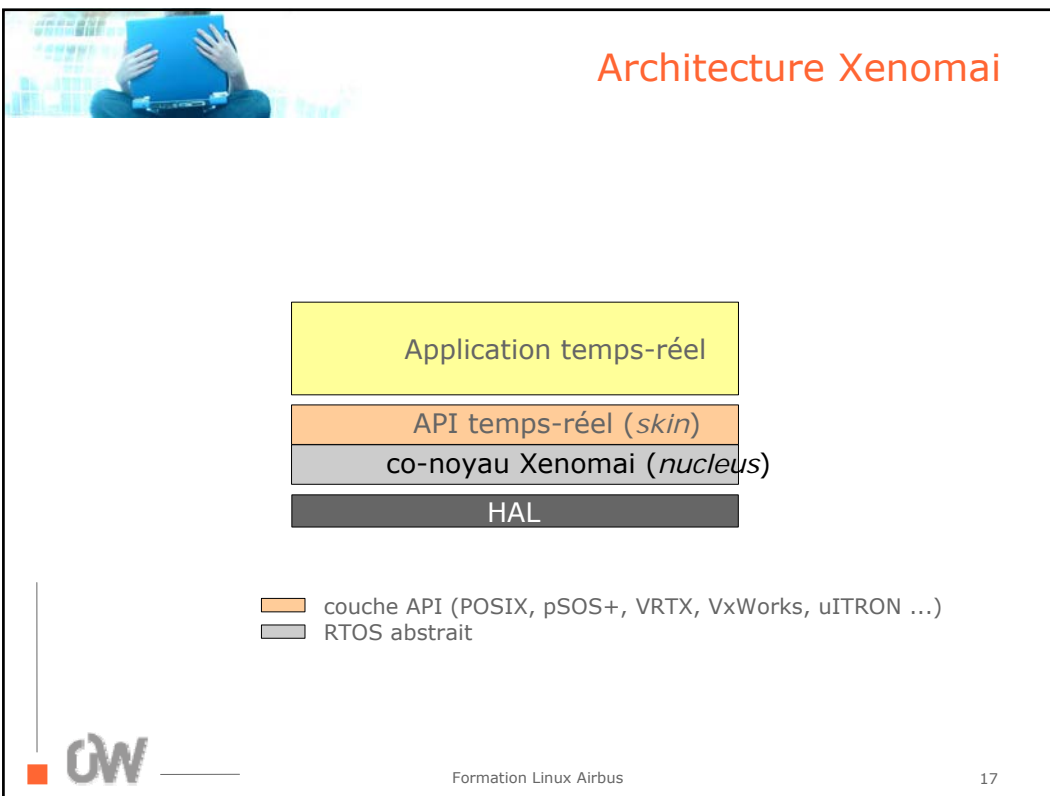 Architecture Xenomai
Application temps-réel
API temps-réel (skin)
co-noyau Xenomai (nucleus)
HAL
couche API (POSIX, pSOS+, VRTX, VxWorks, uITRON ...)
RTOS abstrait
OW
Formation Linux Airbus
17